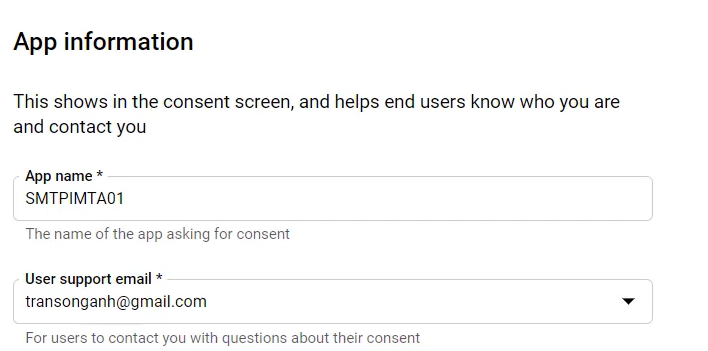 App information
This shows in the consent screen, and helps end users know who you are
and contact you
App name *
SMTPIMTA01
The name of the app asking for consent
User support email *
transonganh@gmail.com
For users to contact you with questions about their consent